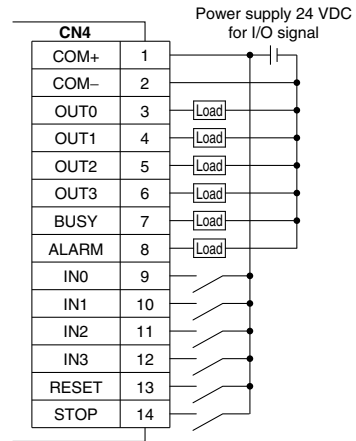 Power supply 24 VDC
for I/O signal
CN4
COM+ 1
COM− 2
OUT0 3 Load
OUT1 4 Load
OUT2 5 Load
OUT3 6 Load
BUSY 7 Load
ALARM 8 Load
IN0 9
IN1 10
IN2 11
IN3 12
RESET 13
STOP 14